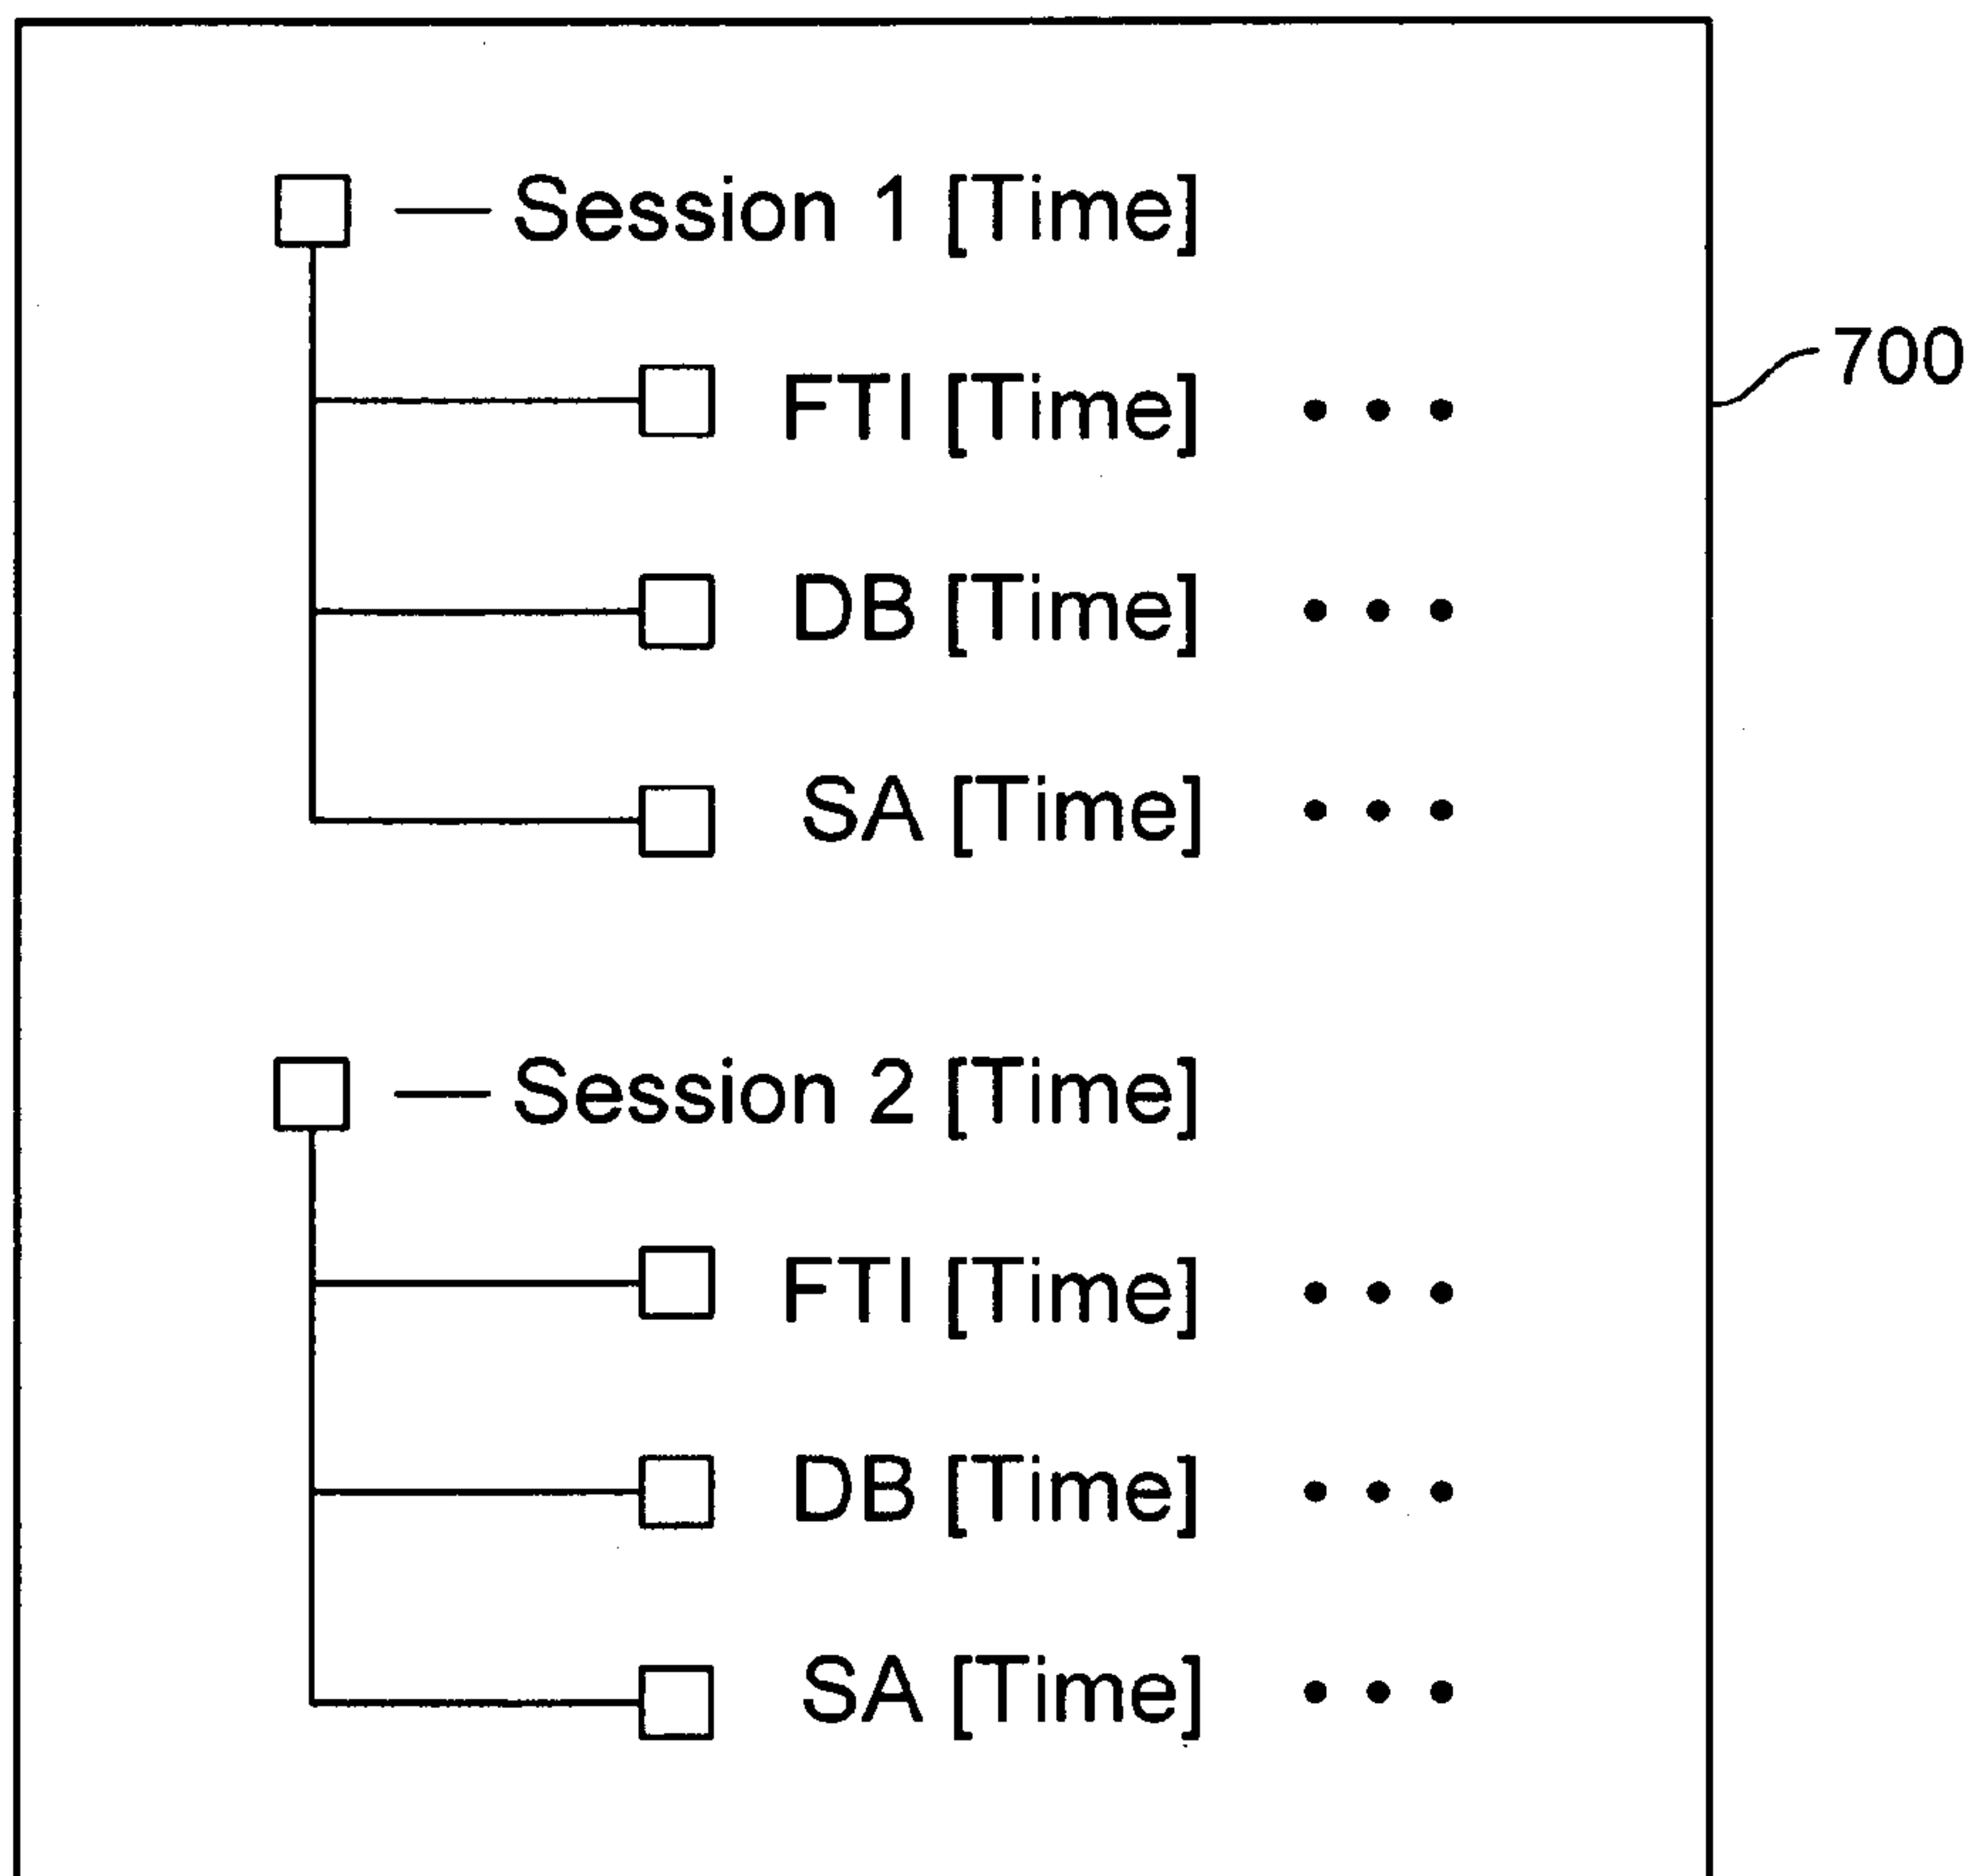 — Session 1 [Time]
FTI [Time] • • •
700
DB [Time] • • •
SA [Time] • • •
— Session 2 [Time]
FTI [Time] • • •
DB [Time] • • •
SA [Time] • • •